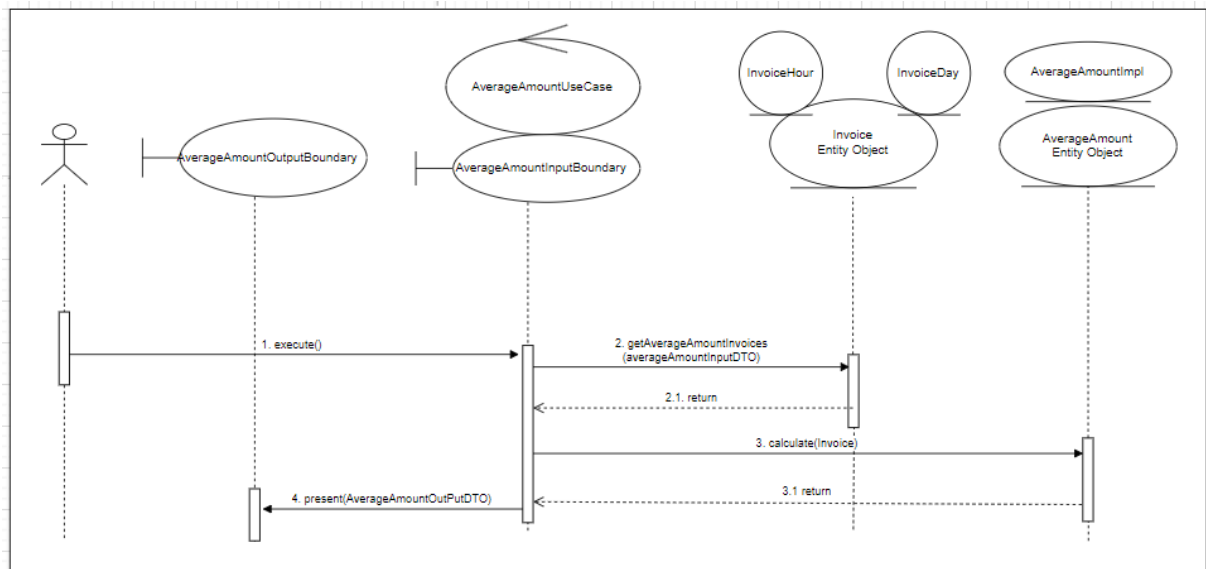 AverageAmountUseCase
InvoiceHour
InvoiceDay
AverageAmountImpl
AverageAmountOutputBoundary
AverageAmountInputBoundary
Invoice
Entity Object
AverageAmount
Entity Object
1. execute()
2. getAverageAmountInvoices
(averageAmountInputDTO)
2.1. return
3. calculate(Invoice)
3.1 return
4. present(AverageAmountOutPutDTO)